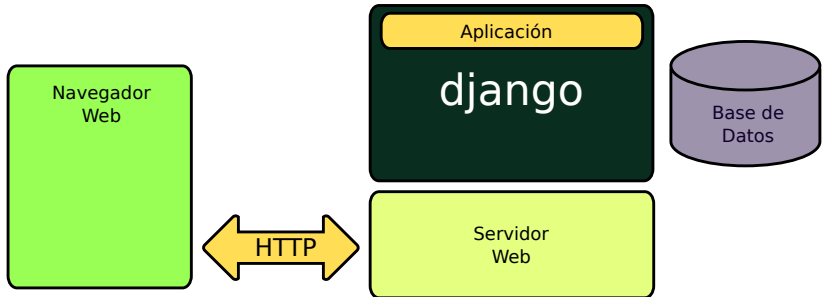 Navegador
Web
HTTP
Aplicación
django
Servidor
Web
Base de
Datos